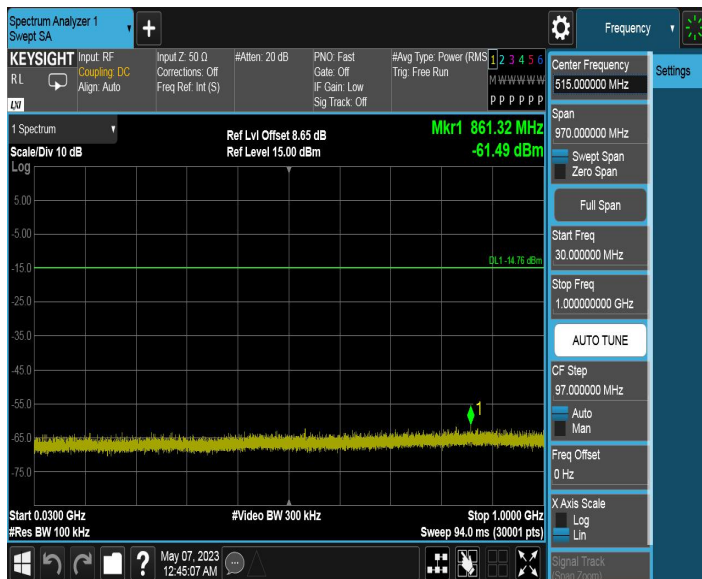 Spectrum Analyzer 1
Swept SA
Frequency
KEYSIGHT
RL
LXI
Input: RF
Coupling: DC
Align: Auto
Input Z: 50 Ω
Corrections: Off
Freq Ref: Int (S)
#Atten: 20 dB
PNO: Fast
Gate: Off
IF Gain: Low
Sig Track: Off
#Avg Type: Power (RMS
Trig: Free Run
1 2 3 4 5 6
M W W W W W
P P P P P P
1 Spectrum
Scale/Div 10 dB
Log
Ref Lvl Offset 8.65 dB
Ref Level 15.00 dBm
Mkr1 861.32 MHz
-61.49 dBm
5.00
-5.00
-15.0
-25.0
-35.0
-45.0
-55.0
-65.0
-75.0
DL1 -14.76 dBm
1
Start 0.0300 GHz
#Res BW 100 kHz
#Video BW 300 kHz
Stop 1.0000 GHz
Sweep 94.0 ms (30001 pts)
?
May 07, 2023
12:45:07 AM
Center Frequency
515.000000 MHz
Span
970.000000 MHz
Swept Span
Zero Span
Full Span
Start Freq
30.000000 MHz
Stop Freq
1.000000000 GHz
AUTO TUNE
CF Step
97.000000 MHz
Auto
Man
Freq Offset
0 Hz
X Axis Scale
Log
Lin
Signal Track
(Span Zoom)
Settings